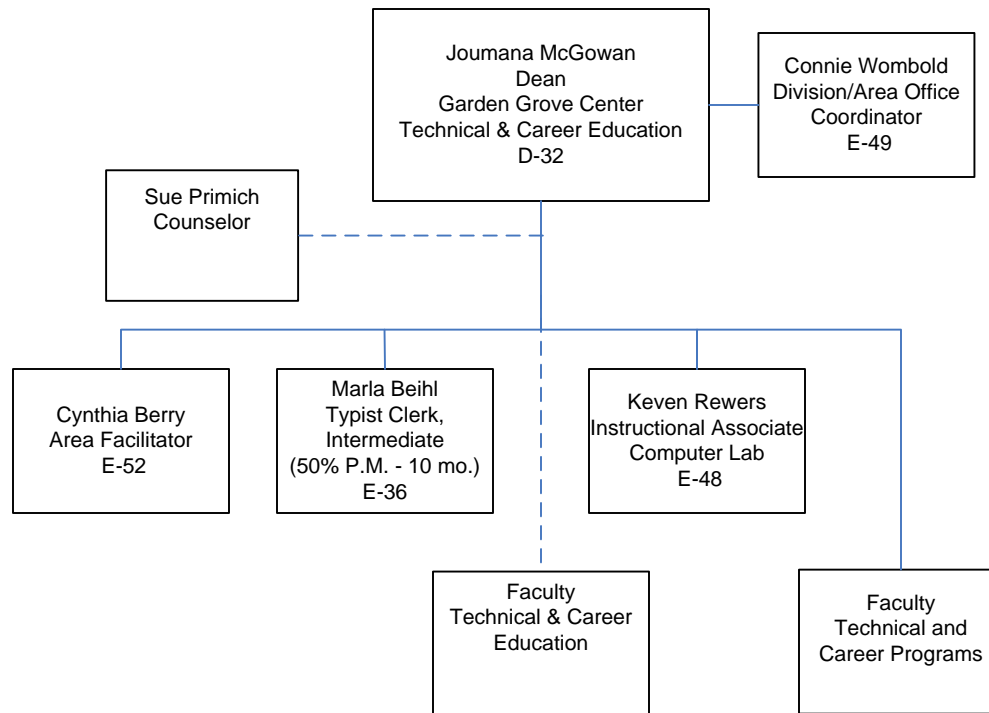 Joumana McGowan
Dean
Garden Grove Center
Technical & Career Education
D-32
Connie Wombold
Division/Area Office
Coordinator
E-49
Sue Primich
Counselor
Cynthia Berry
Area Facilitator
E-52
Marla Beihl
Typist Clerk,
Intermediate
(50% P.M. - 10 mo.)
E-36
Keven Rewers
Instructional Associate
Computer Lab
E-48
Faculty
Technical & Career
Education
Faculty
Technical and
Career Programs